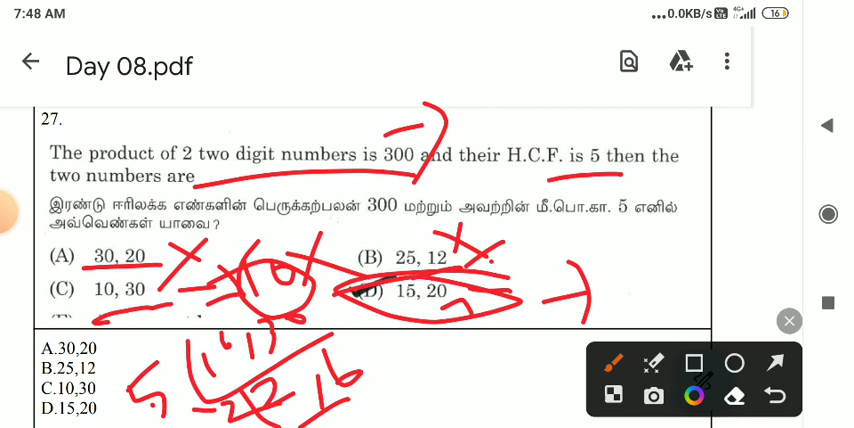 7:48 AM
...0.0KB/s 4G+ 16
Day 08.pdf
27.
The product of 2 two digit numbers is 300 and their H.C.F. is 5 then the
two numbers are
இரண்டு ஈரிலக்க எண்களின் பெருக்கற்பலன் 300 மற்றும் அவற்றின் மீ.பொ.கா. 5 எனில்
அவ்வெண்கள் யாவை?
(A) 30, 20 (B) 25, 12
(C) 10, 30 (D) 15, 20
A.30,20
B.25,12
C.10,30
D.15,20